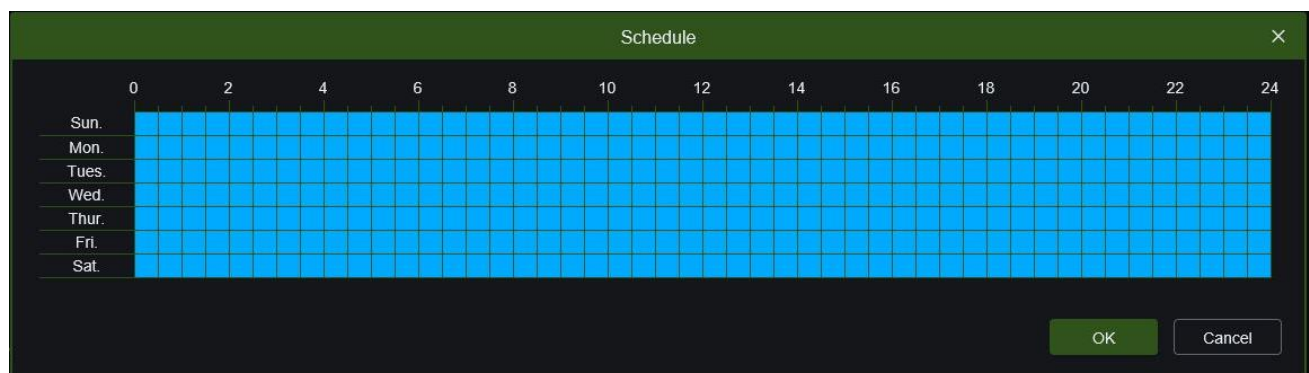 Schedule
0 2 4 6 8 10 12 14 16 18 20 22 24
Sun.
Mon.
Tues.
Wed.
Thur.
Fri.
Sat.
OK Cancel